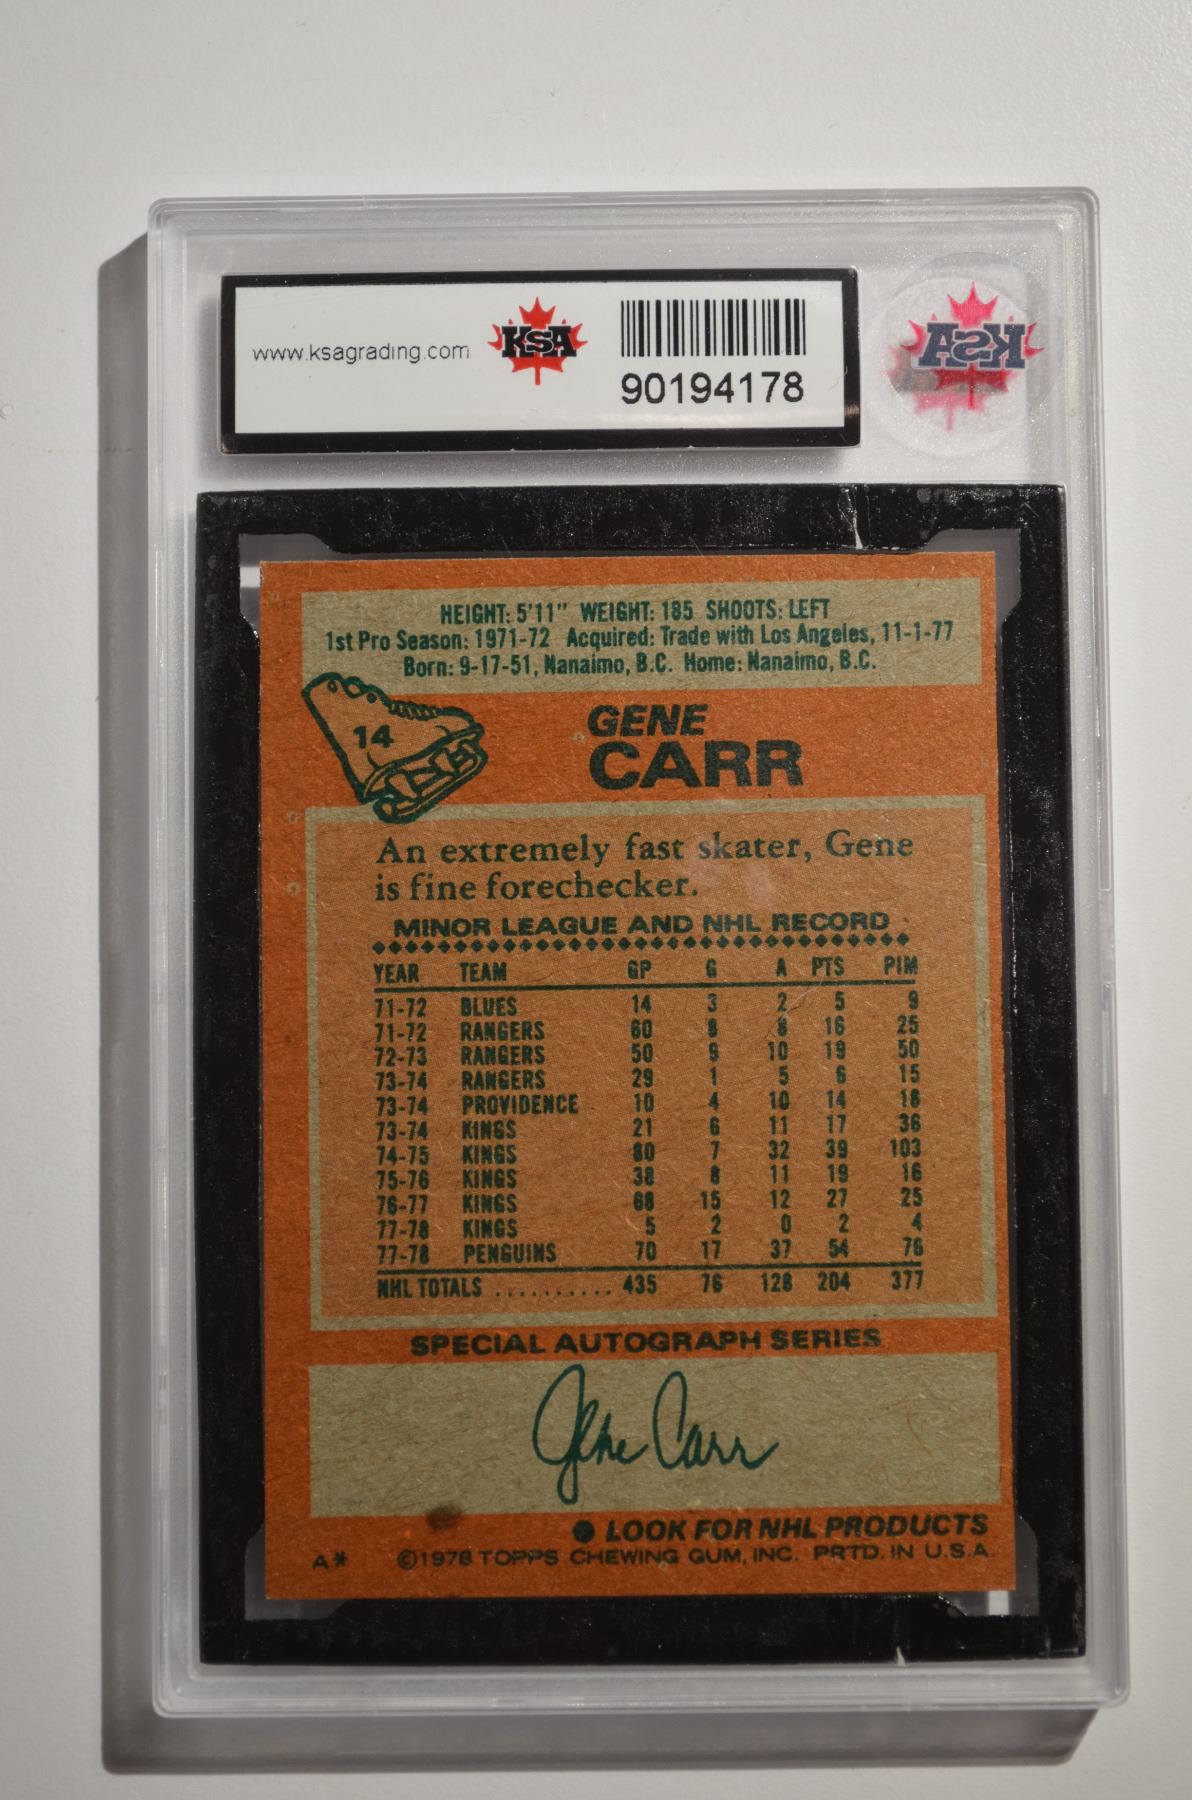 www.ksagrading.com
KSA
90194178
KSA
HEIGHT: 5'11" WEIGHT: 185 SHOOTS: LEFT
1st Pro Season: 1971-72 Acquired: Trade with Los Angeles, 11-1-77
Born: 9-17-51, Nanaimo, B.C. Home: Nanaimo, B.C.
14
GENE
CARR
An extremely fast skater, Gene
is fine forechecker.
MINOR LEAGUE AND NHL RECORD
YEAR TEAM GP G A PTS PIM
71-72 BLUES 14 3 2 5 9
71-72 RANGERS 60 8 8 16 25
72-73 RANGERS 50 9 10 19 50
73-74 RANGERS 29 1 5 6 15
73-74 PROVIDENCE 10 4 10 14 18
73-74 KINGS 21 6 11 17 36
74-75 KINGS 80 7 32 39 103
75-76 KINGS 38 8 11 19 16
76-77 KINGS 68 15 12 27 25
77-78 KINGS 5 2 0 2 4
77-78 PENGUINS 70 17 37 54 76
NHL TOTALS .......... 435 76 128 204 377
SPECIAL AUTOGRAPH SERIES
Gene Carr
● LOOK FOR NHL PRODUCTS
A* ©1978 TOPPS CHEWING GUM, INC. PRTD. IN U.S.A.